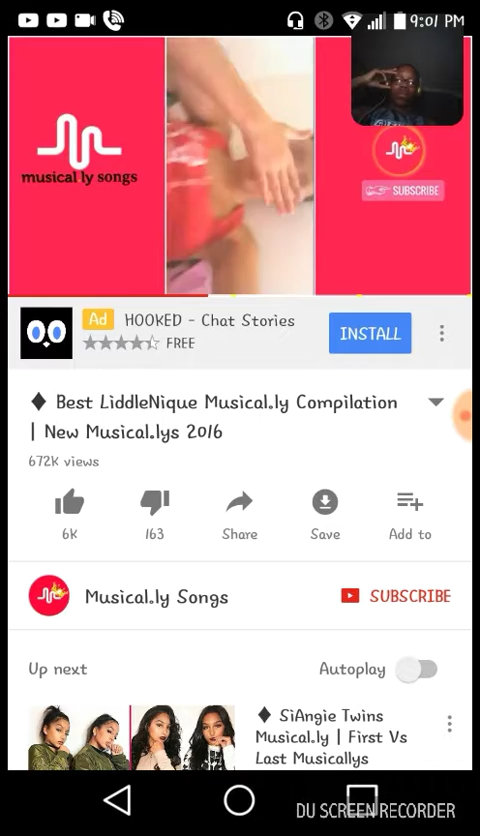 9:01 PM
musical.ly songs
SUBSCRIBE
Ad HOOKED - Chat Stories
FREE
INSTALL
♦ Best LiddleNique Musical.ly Compilation
| New Musical.lys 2016
672K views
6K 163 Share Save Add to
Musical.ly Songs
SUBSCRIBE
Up next
Autoplay
♦ SiAngie Twins
Musical.ly | First Vs
Last Musicallys
DU SCREEN RECORDER